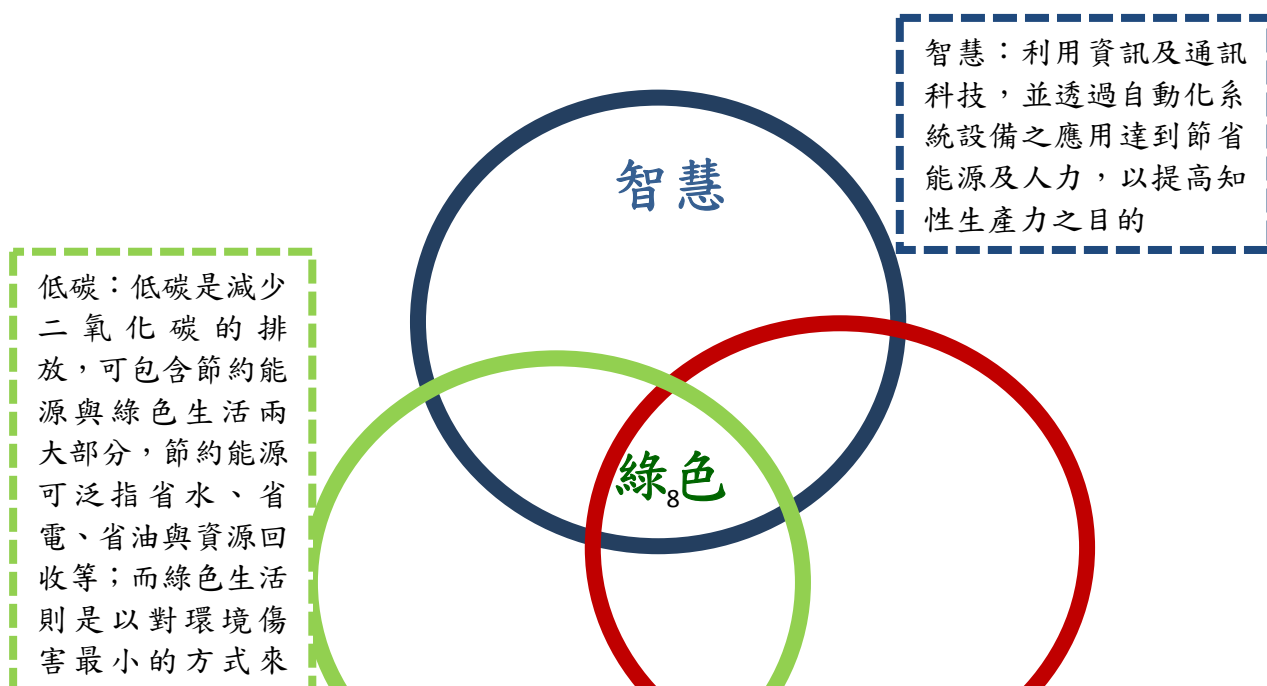 智慧：利用資訊及通訊
科技，並透過自動化系
統設備之應用達到節省
能源及人力，以提高知
性生產力之目的
智慧
低碳：低碳是減少
二氧化碳的排
放，可包含節約能
源與綠色生活兩
大部分，節約能源
可泛指省水、省
電、省油與資源回
收等；而綠色生活
則是以對環境傷
害最小的方式來
綠色
8